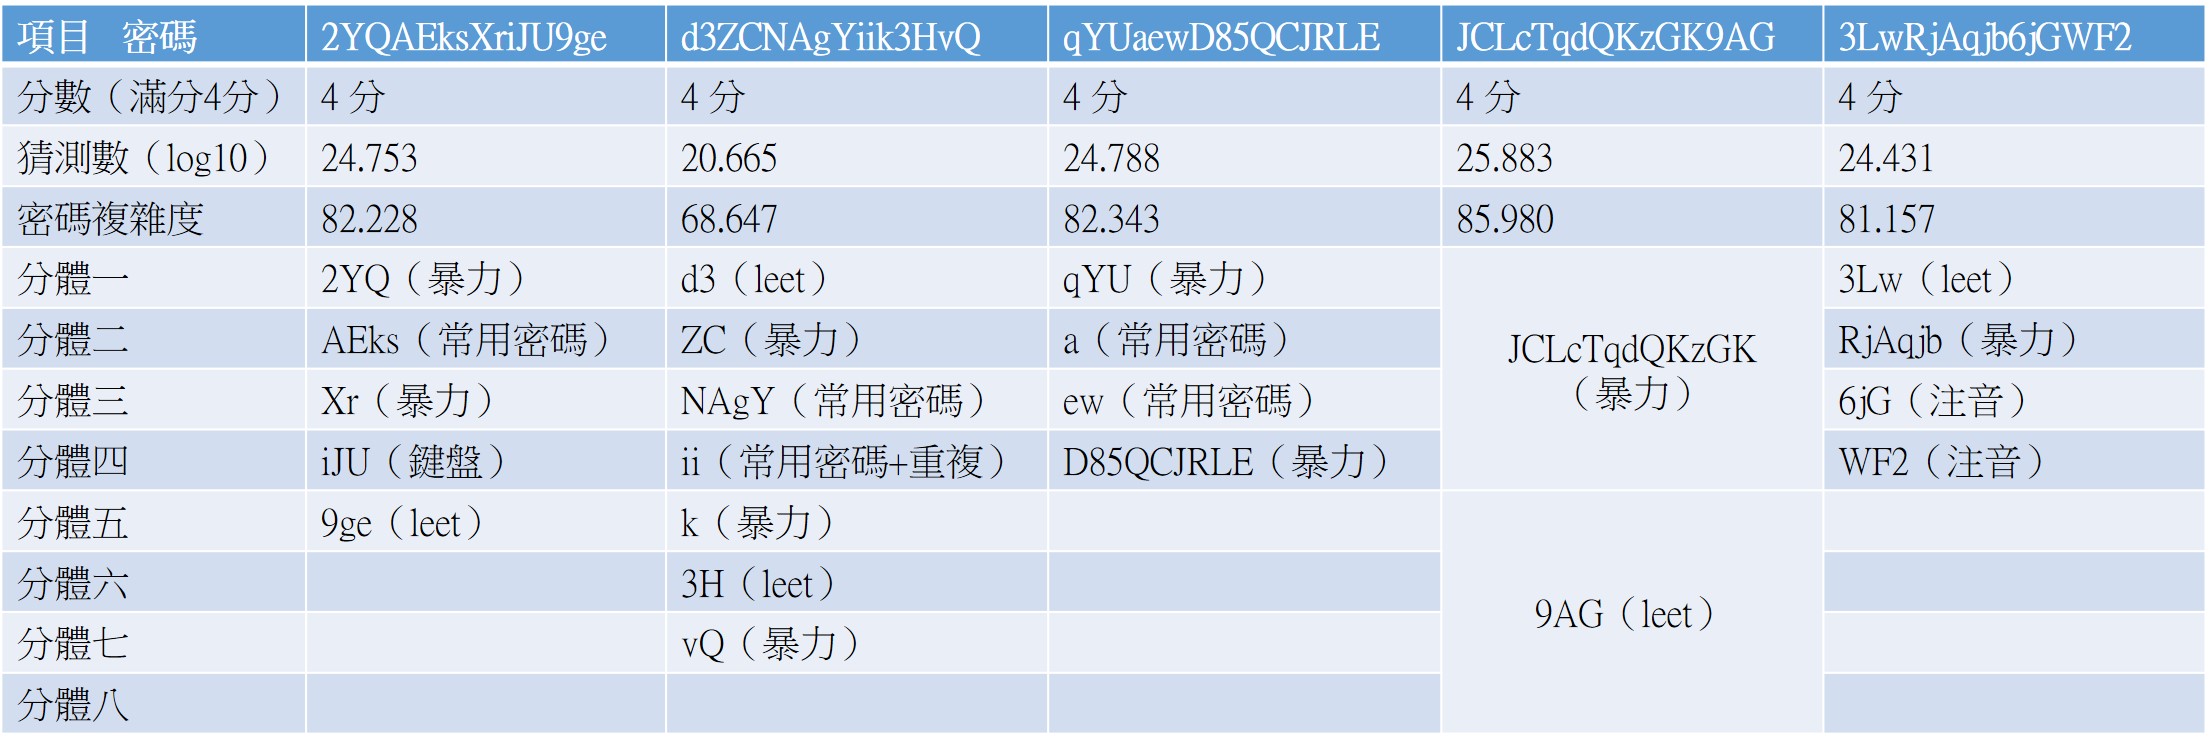 項目 密碼 2YQAEksXriJU9ge d3ZCNAgYiik3HvQ qYUaewD85QCJRLE JCLcTqdQKzGK9AG 3LwRjAqjb6jGWF2
分數（滿分4分） 4 分 4 分 4 分 4 分 4 分
猜測數（log10） 24.753 20.665 24.788 25.883 24.431
密碼複雜度 82.228 68.647 82.343 85.980 81.157
分體一 2YQ（暴力） d3（leet） qYU（暴力） 3Lw（leet）
分體二 AEks（常用密碼） ZC（暴力） a（常用密碼） RjAqjb（暴力）
JCLcTqdQKzGK
（暴力）
分體三 Xr（暴力） NAgY（常用密碼） ew（常用密碼） 6jG（注音）
分體四 iJU（鍵盤） ii（常用密碼+重複） D85QCJRLE（暴力） WF2（注音）
分體五 9ge（leet） k（暴力）
分體六 3H（leet）
9AG（leet）
分體七 vQ（暴力）
分體八